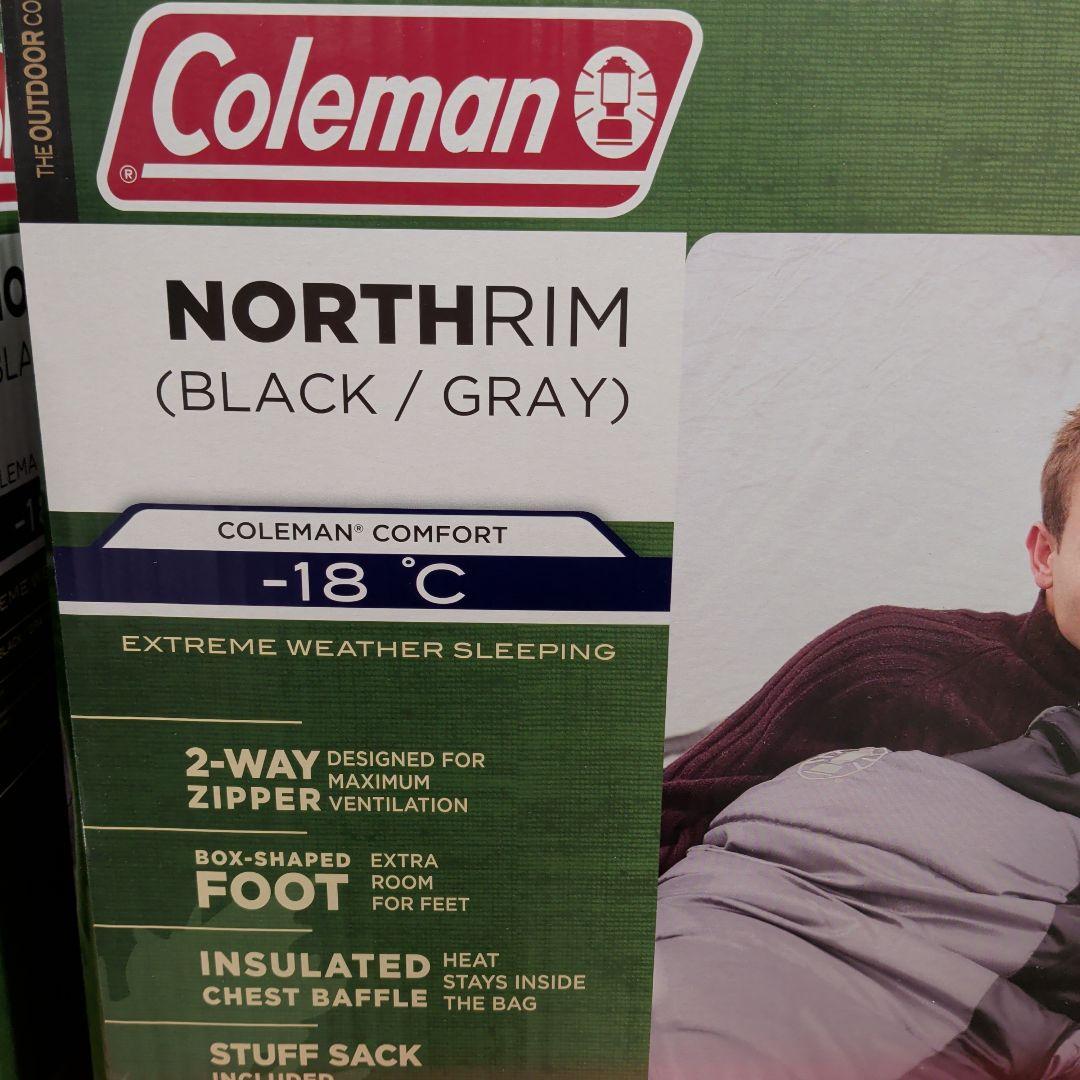 THE OUTDOOR CO
Coleman
®
NORTHRIM
(BLACK / GRAY)
COLEMAN® COMFORT
-18 °C
EXTREME WEATHER SLEEPING
2-WAY ZIPPER
DESIGNED FOR
MAXIMUM
VENTILATION
BOX-SHAPED
FOOT
EXTRA
ROOM
FOR FEET
INSULATED
CHEST BAFFLE
HEAT
STAYS INSIDE
THE BAG
STUFF SACK
INCLUDED